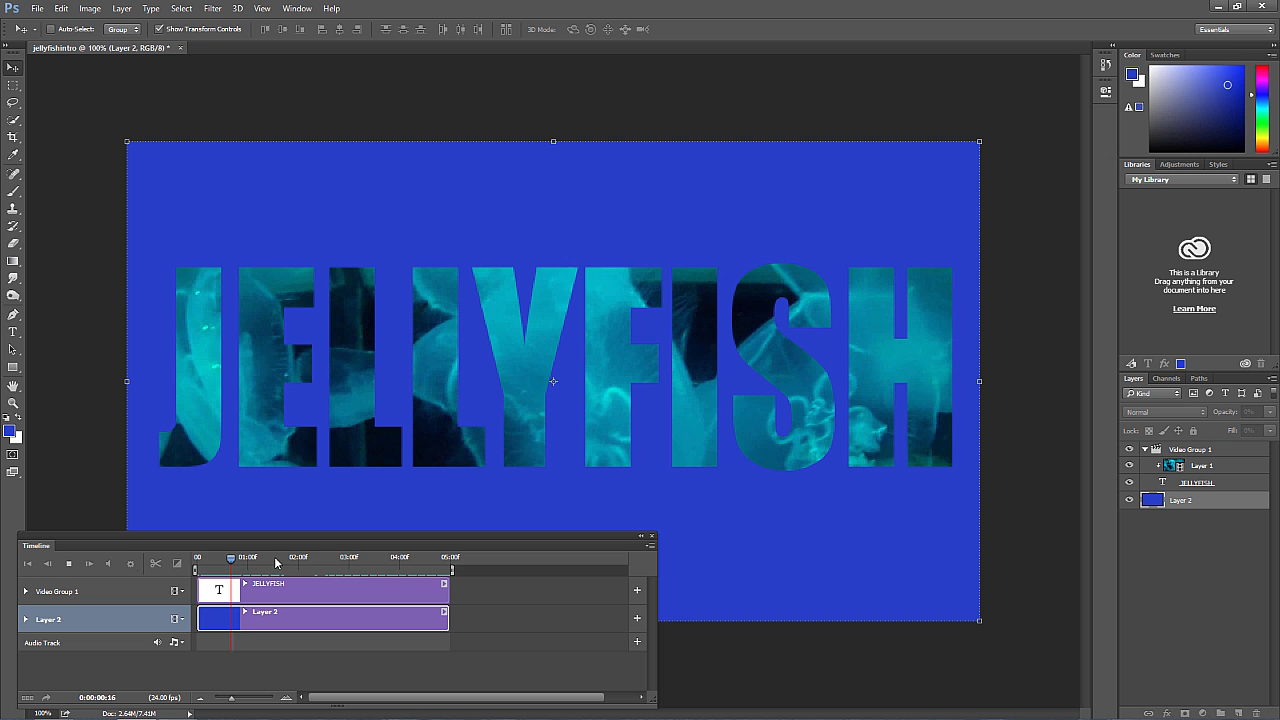 Ps File Edit Image Layer Type Select Filter 3D View Window Help
Auto-Select: Group Show Transform Controls 3D Mode: Essentials
jellyfishintro @ 100% (Layer 2, RGB/8) * ×
Color Swatches
Libraries Adjustments Styles
My Library
This is a Library
Drag anything from your
document into here
Learn More
JELLYFISH
Layers Channels Paths
Kind
Normal Opacity: 0%
Lock: Fill: 0%
Video Group 1
Layer 1
T JELLYFISH
Layer 2
Timeline
00 01:00f 02:00f 03:00f 04:00f 05:00f
Video Group 1 T JELLYFISH
Layer 2 Layer 2
Audio Track
0:00:00:16 (24.00 fps)
100% Doc: 2.64M/7.41M